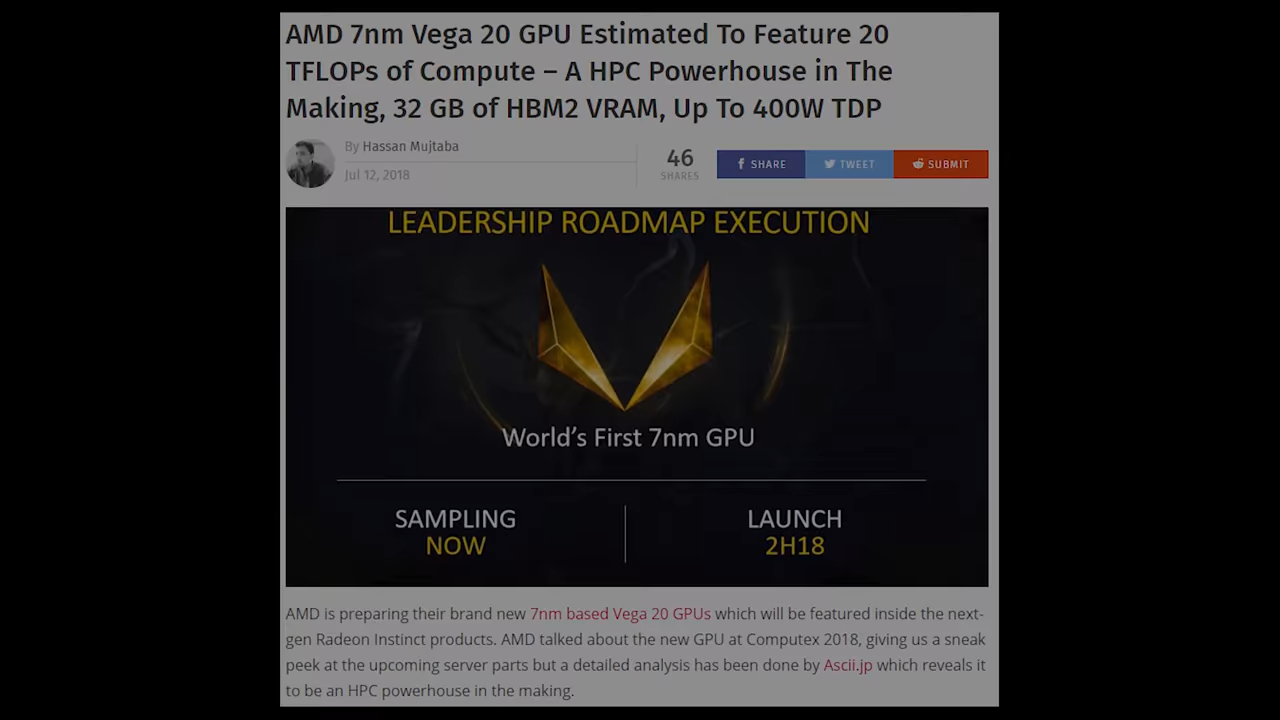 AMD 7nm Vega 20 GPU Estimated To Feature 20
TFLOPs of Compute – A HPC Powerhouse in The
Making, 32 GB of HBM2 VRAM, Up To 400W TDP
By Hassan Mujtaba
Jul 12, 2018
46
SHARES
SHARE
TWEET
SUBMIT
LEADERSHIP ROADMAP EXECUTION
World's First 7nm GPU
SAMPLING
NOW
LAUNCH
2H18
AMD is preparing their brand new 7nm based Vega 20 GPUs which will be featured inside the next-
gen Radeon Instinct products. AMD talked about the new GPU at Computex 2018, giving us a sneak
peek at the upcoming server parts but a detailed analysis has been done by Ascii.jp which reveals it
to be an HPC powerhouse in the making.